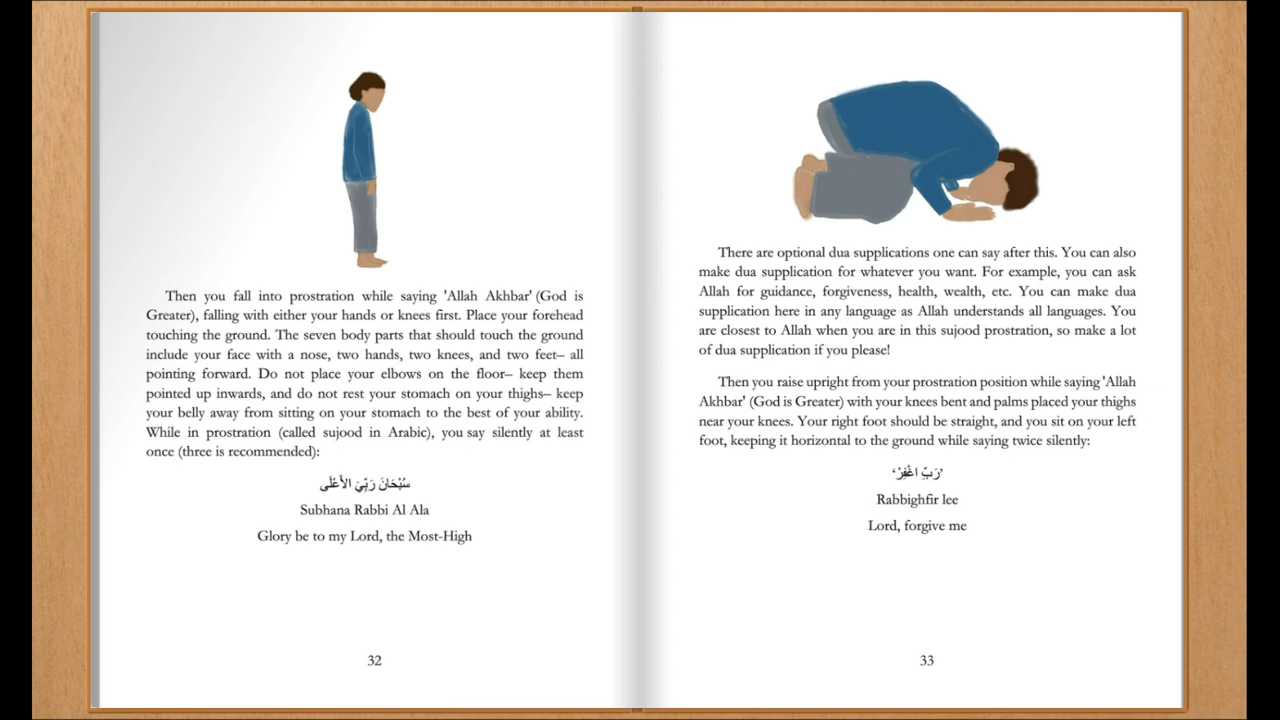 Then you fall into prostration while saying 'Allah Akhbar' (God is
Greater), falling with either your hands or knees first. Place your forehead
touching the ground. The seven body parts that should touch the ground
include your face with a nose, two hands, two knees, and two feet– all
pointing forward. Do not place your elbows on the floor– keep them
pointed up inwards, and do not rest your stomach on your thighs– keep
your belly away from sitting on your stomach to the best of your ability.
While in prostration (called sujood in Arabic), you say silently at least
once (three is recommended):
سُبْحَانَ رَبِّيَ الأَعْلَى
Subhana Rabbi Al Ala
Glory be to my Lord, the Most-High
32
There are optional dua supplications one can say after this. You can also
make dua supplication for whatever you want. For example, you can ask
Allah for guidance, forgiveness, health, wealth, etc. You can make dua
supplication here in any language as Allah understands all languages. You
are closest to Allah when you are in this sujood prostration, so make a lot
of dua supplication if you please!
Then you raise upright from your prostration position while saying 'Allah
Akhbar' (God is Greater) with your knees bent and palms placed your thighs
near your knees. Your right foot should be straight, and you sit on your left
foot, keeping it horizontal to the ground while saying twice silently:
'رَبِّ اغْفِرْ‘
Rabbighfir lee
Lord, forgive me
33